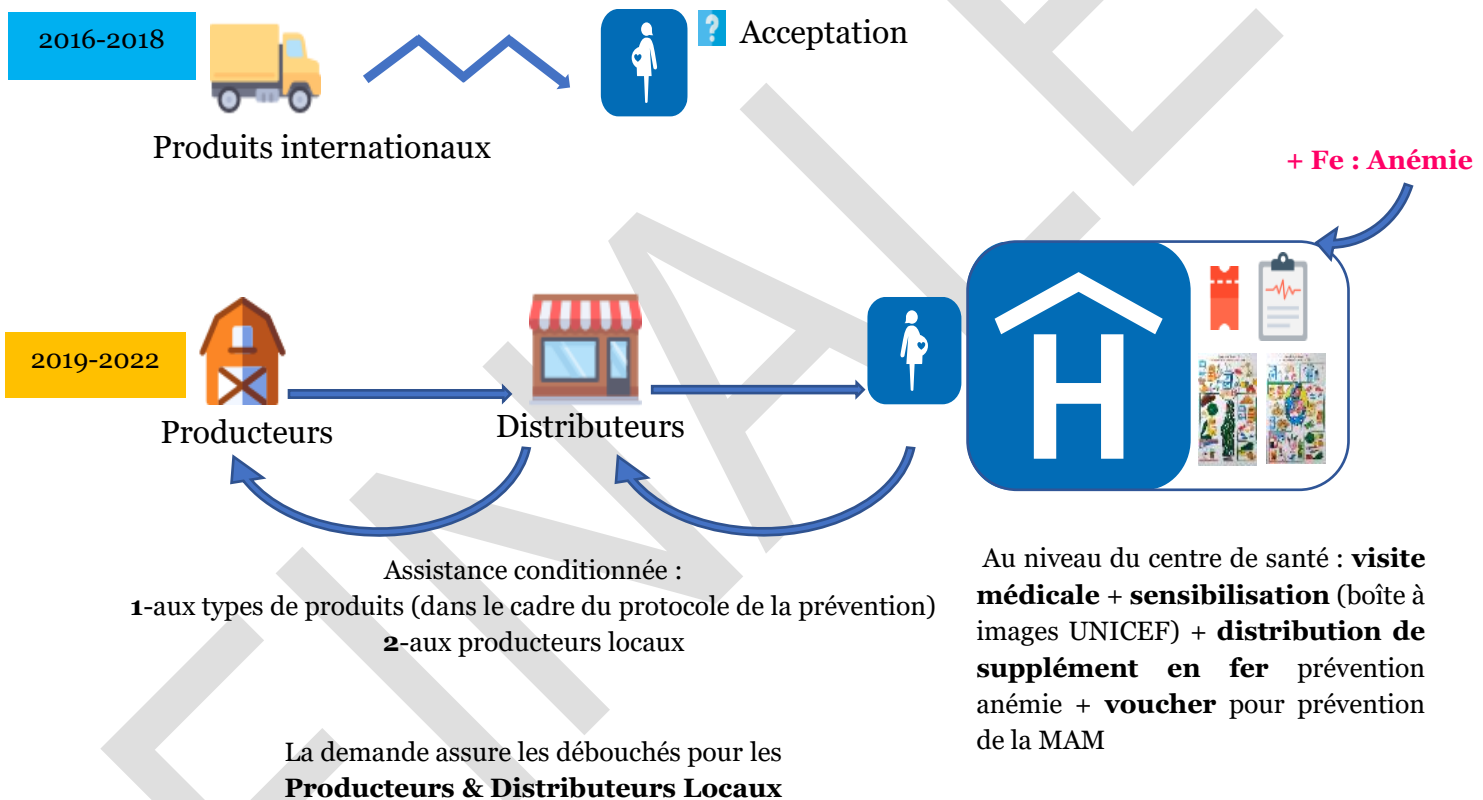 2016-2018
? Acceptation
Produits internationaux
+ Fe : Anémie
2019-2022
H
Producteurs
Distributeurs
Assistance conditionnée :
1-aux types de produits (dans le cadre du protocole de la prévention)
2-aux producteurs locaux
Au niveau du centre de santé : visite
médicale + sensibilisation (boîte à
images UNICEF) + distribution de
supplément en fer prévention
anémie + voucher pour prévention
de la MAM
La demande assure les débouchés pour les
Producteurs & Distributeurs Locaux
FINALE